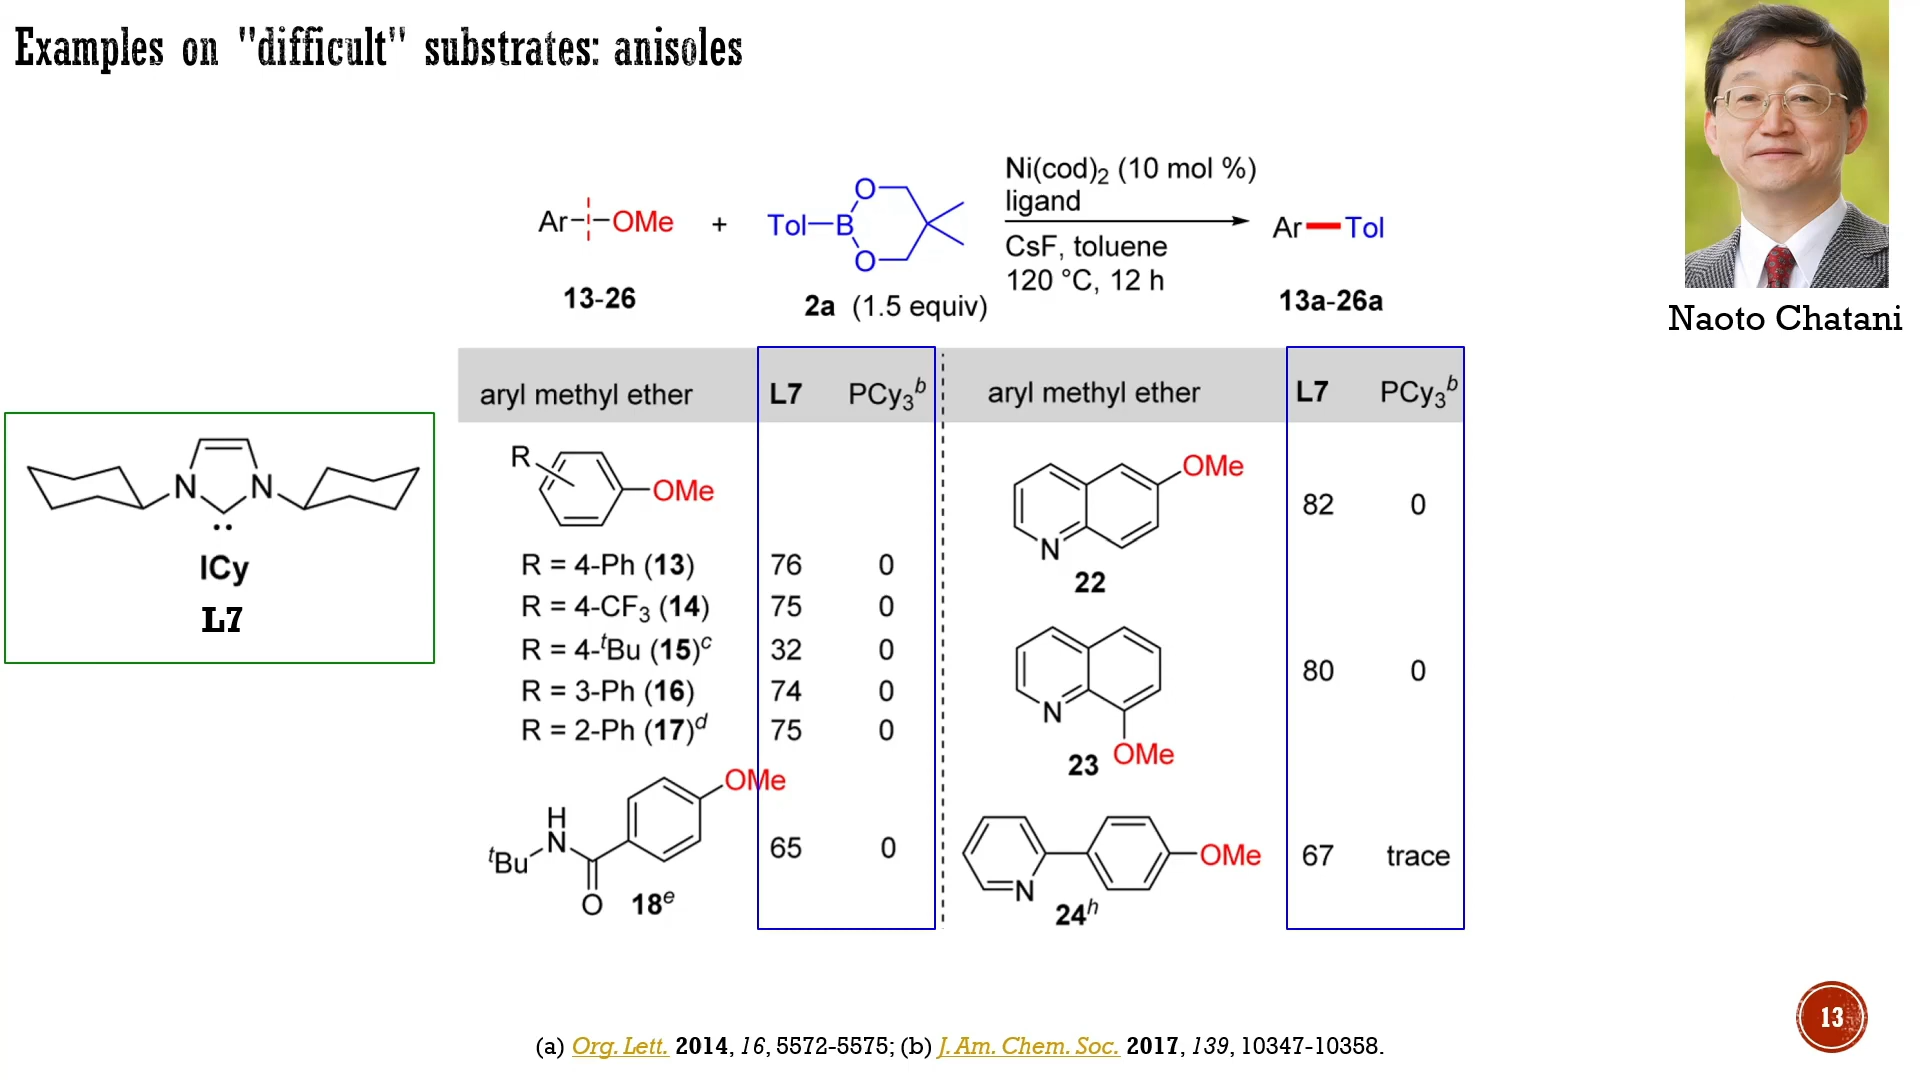 Examples on "difficult" substrates: anisoles
Naoto Chatani
Ar OMe + Tol B O O
Ni(cod)2 (10 mol %)
ligand
CsF, toluene
120 °C, 12 h
Ar Tol
13-26
2a (1.5 equiv)
13a-26a
aryl methyl ether L7 PCy3b aryl methyl ether L7 PCy3b
N N
ICy
L7
R OMe
R = 4-Ph (13) 76 0
R = 4-CF3 (14) 75 0
R = 4-tBu (15)c 32 0
R = 3-Ph (16) 74 0
R = 2-Ph (17)d 75 0
OMe
H
N
tBu
O
18e
65 0
OMe
N
22
82 0
N
OMe
23
80 0
OMe
N
24h
67 trace
13
(a) Org. Lett. 2014, 16, 5572-5575; (b) J. Am. Chem. Soc. 2017, 139, 10347-10358.